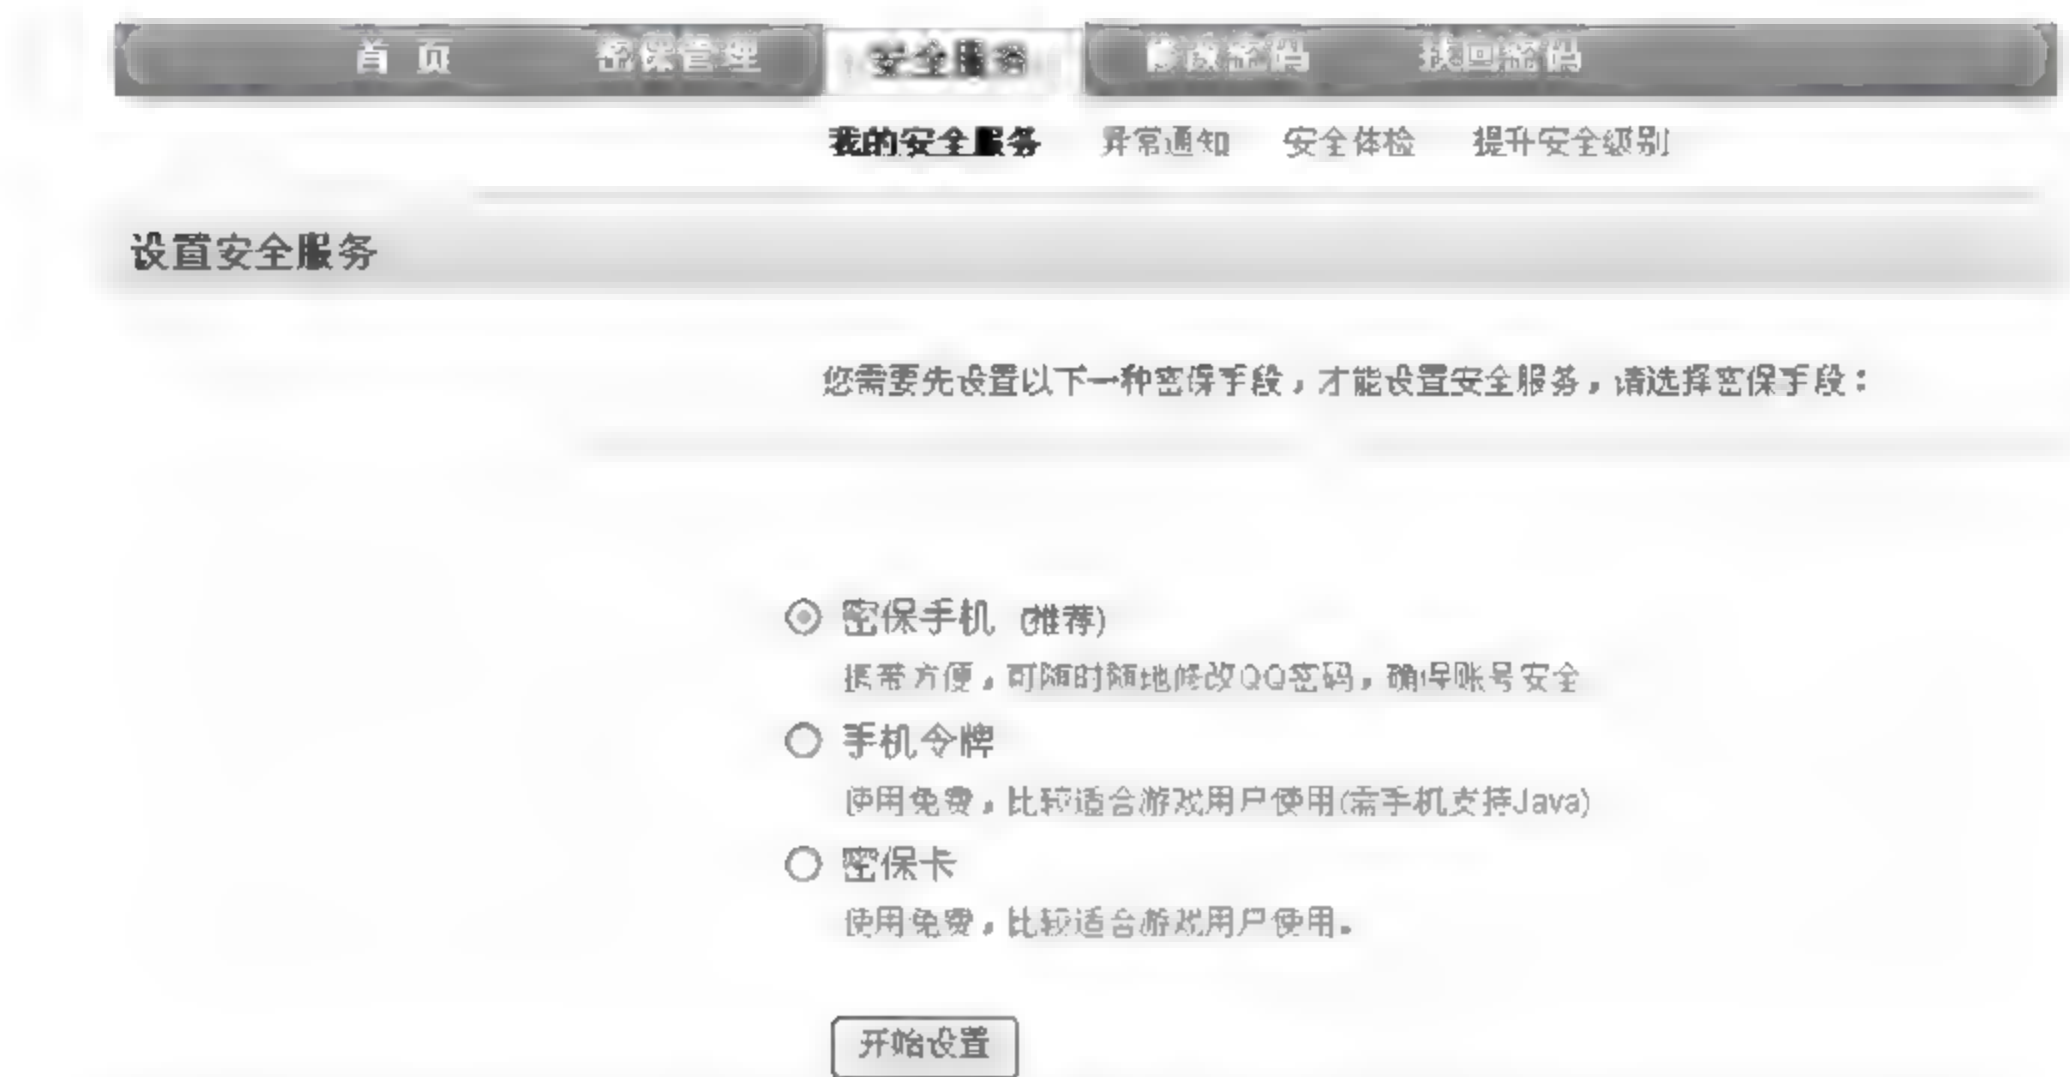 首 页 密保管理 安全服务 修改密码 找回密码
我的安全服务 异常通知 安全体检 提升安全级别
设置安全服务
您需要先设置以下一种密保手段，才能设置安全服务，请选择密保手段：
密保手机 (推荐)
携带方便，可随时随地修改QQ密码，确保账号安全
手机令牌
使用免费，比较适合游戏用户使用(需手机支持Java)
密保卡
使用免费，比较适合游戏用户使用。
开始设置